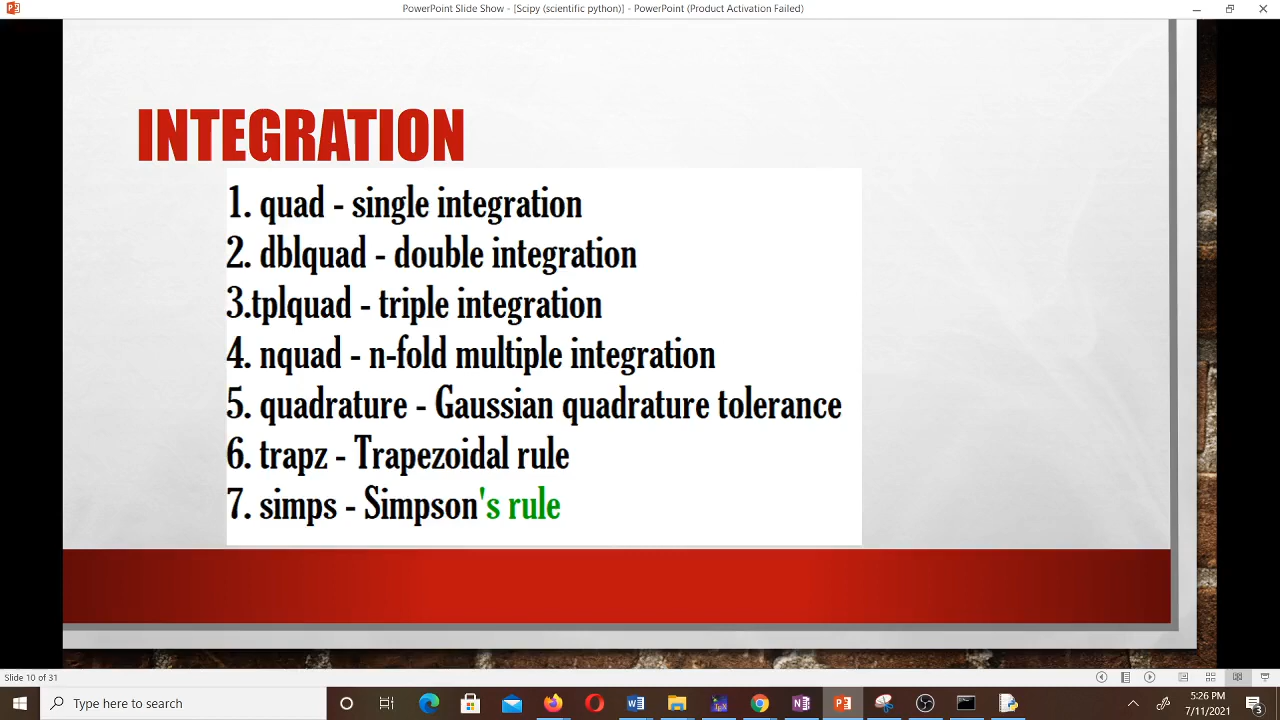 PowerPoint Slide Show - [Scipy (scientific python)] - PowerPoint (Product Activation Failed)
INTEGRATION
1. quad - single integration
2. dblquad - double integration
3.tplquad - triple integration
4. nquad - n-fold multiple integration
5. quadrature - Gaussian quadrature tolerance
6. trapz - Trapezoidal rule
7. simps - Simpson's rule
Slide 10 of 31
Type here to search
5:26 PM
7/11/2021
3